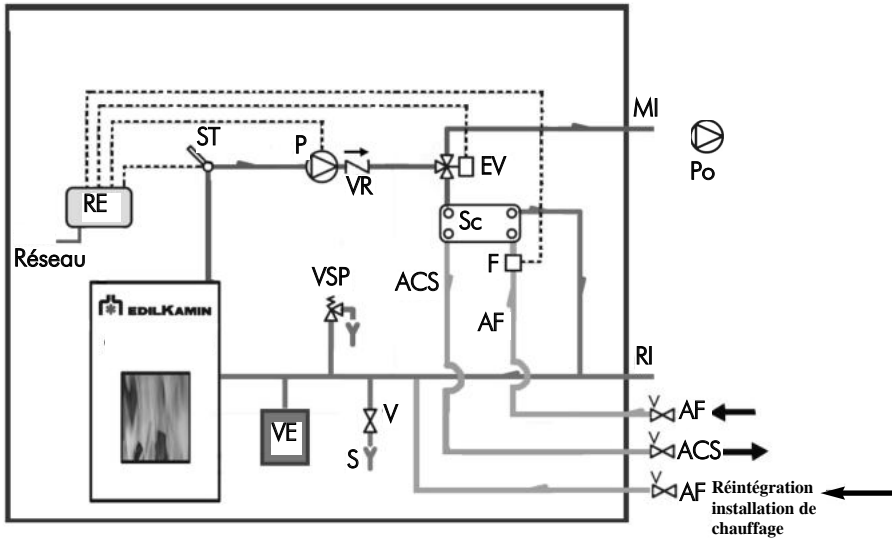 MI
ST
P
VR
EV
Po
RE
Sc
Réseau
F
VSP
ACS
EDILKAMIN
AF
RI
V
AF
V
VE
V
ACS
S
V
AF Réintégration
installation de
chauffage